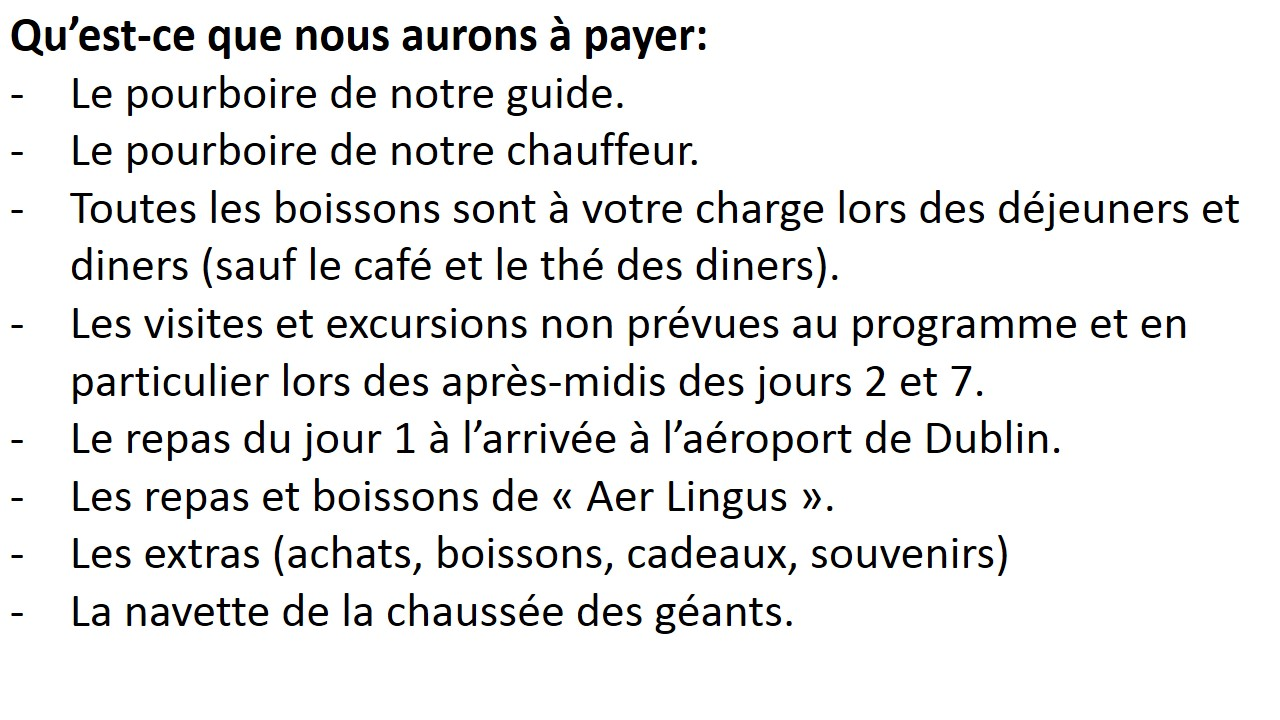 Qu’est-ce que nous aurons à payer:
- Le pourboire de notre guide.
- Le pourboire de notre chauffeur.
- Toutes les boissons sont à votre charge lors des déjeuners et
diners (sauf le café et le thé des diners).
- Les visites et excursions non prévues au programme et en
particulier lors des après-midis des jours 2 et 7.
- Le repas du jour 1 à l’arrivée à l’aéroport de Dublin.
- Les repas et boissons de « Aer Lingus ».
- Les extras (achats, boissons, cadeaux, souvenirs)
- La navette de la chaussée des géants.